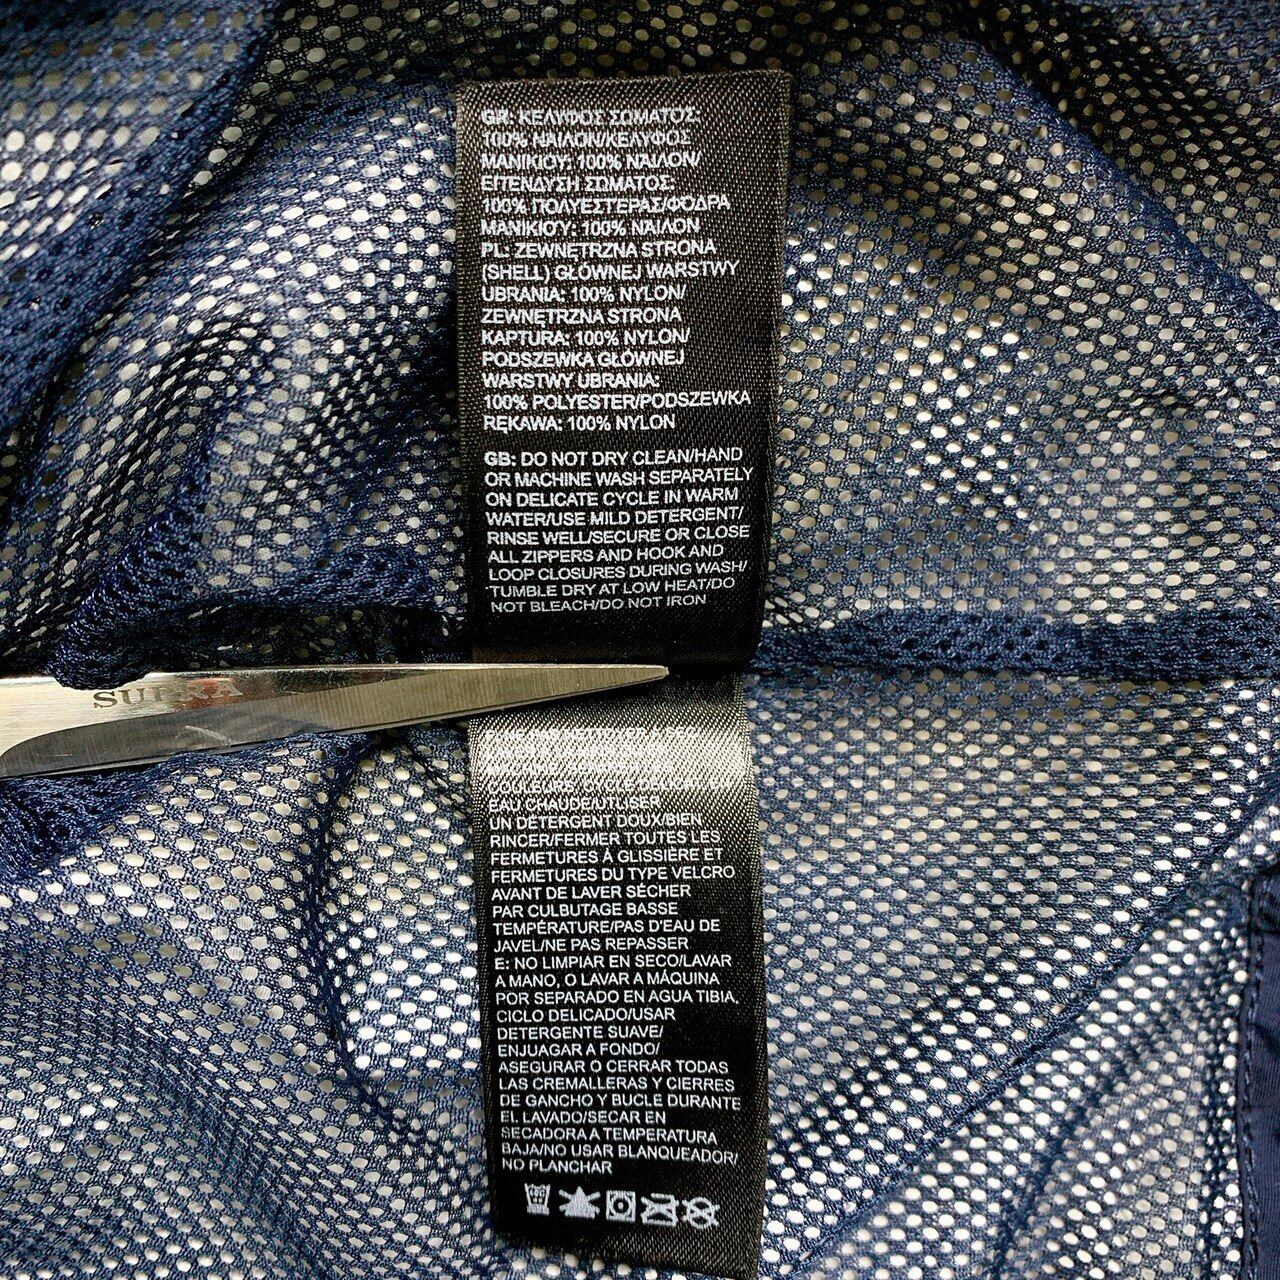 GR: ΚΕΛΥΦΟΣ ΣΩΜΑΤΟΣ:
100% ΝΑΪΛΟΝ/ΚΕΛΥΦΟΣ
ΜΑΝΙΚΙΟΥ: 100% ΝΑΪΛΟΝ/
ΕΠΕΝΔΥΣΗ ΣΩΜΑΤΟΣ:
100% ΠΟΛΥΕΣΤΕΡΑΣ/ΦΟΔΡΑ
ΜΑΝΙΚΙΟΥ: 100% ΝΑΪΛΟΝ
PL: ZEWNĘTRZNA STRONA
(SHELL) GŁÓWNEJ WARSTWY
UBRANIA: 100% NYLON/
ZEWNĘTRZNA STRONA
KAPTURA: 100% NYLON/
PODSZEWKA GŁÓWNEJ
WARSTWY UBRANIA:
100% POLYESTER/PODSZEWKA
RĘKAWA: 100% NYLON
GB: DO NOT DRY CLEAN/HAND
OR MACHINE WASH SEPARATELY
ON DELICATE CYCLE IN WARM
WATER/USE MILD DETERGENT/
RINSE WELL/SECURE OR CLOSE
ALL ZIPPERS AND HOOK AND
LOOP CLOSURES DURING WASH/
TUMBLE DRY AT LOW HEAT/DO
NOT BLEACH/DO NOT IRON
SUPRA
COULEURS CYCLE
EAU CHAUDE/UTLISER
UN DÉTERGENT DOUX/BIEN
RINCER/FERMER TOUTES LES
FERMETURES À GLISSIÈRE ET
FERMETURES DU TYPE VELCRO
AVANT DE LAVER SÉCHER
PAR CULBUTAGE BASSE
TEMPÉRATURE/PAS D'EAU DE
JAVEL/NE PAS REPASSER
E: NO LIMPIAR EN SECO/LAVAR
A MANO, O LAVAR A MÁQUINA
POR SEPARADO EN AGUA TIBIA,
CICLO DELICADO/USAR
DETERGENTE SUAVE/
ENJUAGAR A FONDO/
ASEGURAR O CERRAR TODAS
LAS CREMALLERAS Y CIERRES
DE GANCHO Y BUCLE DURANTE
EL LAVADO/SECAR EN
SECADORA A TEMPERATURA
BAJA/NO USAR BLANQUEADOR/
NO PLANCHAR